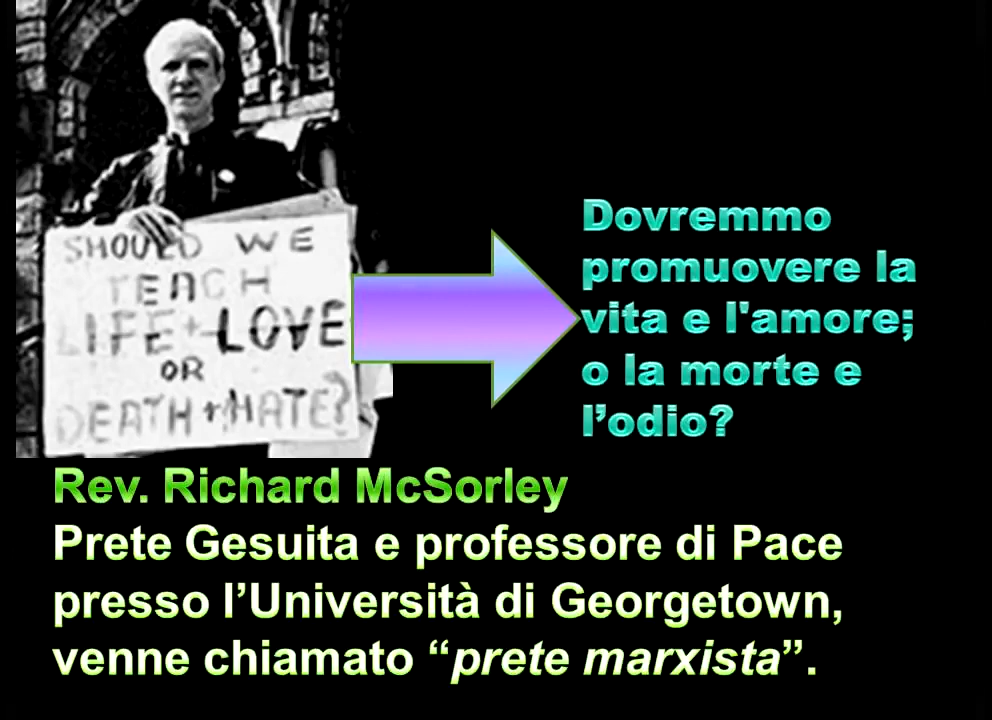 SHOULD WE
TEACH
LIFE + LOVE
OR
DEATH + HATE?
Dovremmo
promuovere la
vita e l'amore;
o la morte e
l’odio?
Rev. Richard McSorley
Prete Gesuita e professore di Pace
presso l’Università di Georgetown,
venne chiamato “prete marxista”.